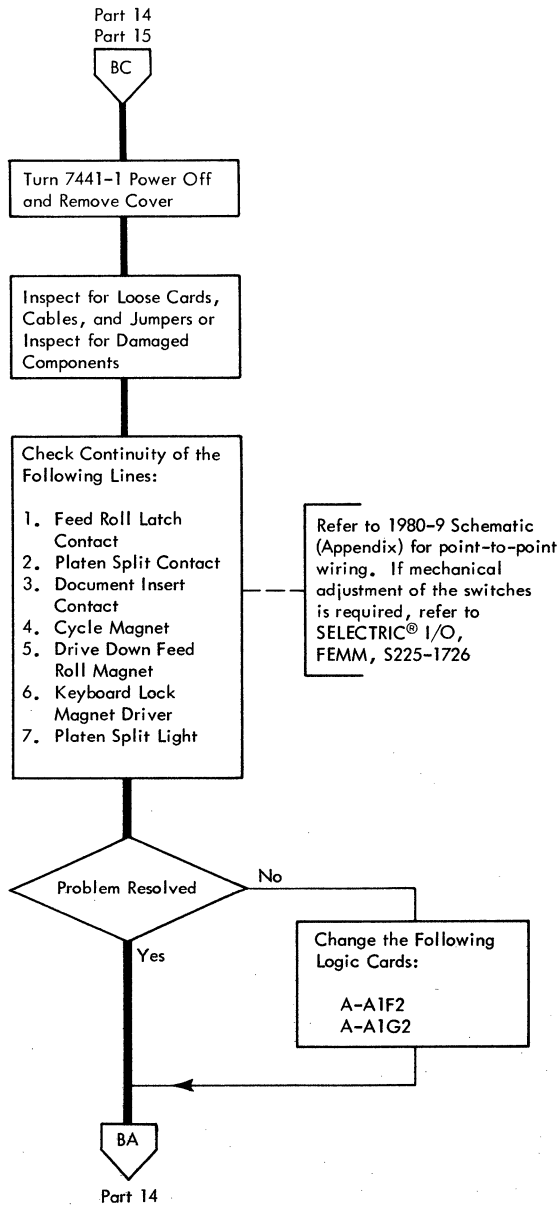 Part 14
Part 15
BC
Turn 7441-1 Power Off
and Remove Cover
Inspect for Loose Cards,
Cables, and Jumpers or
Inspect for Damaged
Components
Check Continuity of the
Following Lines:
1. Feed Roll Latch
Contact
2. Platen Split Contact
3. Document Insert
Contact
4. Cycle Magnet
5. Drive Down Feed
Roll Magnet
6. Keyboard Lock
Magnet Driver
7. Platen Split Light
Refer to 1980-9 Schematic
(Appendix) for point-to-point
wiring. If mechanical
adjustment of the switches
is required, refer to
SELECTRIC® I/O,
FEMM, S225-1726
Problem Resolved
No
Yes
Change the Following
Logic Cards:
A-A1F2
A-A1G2
BA
Part 14